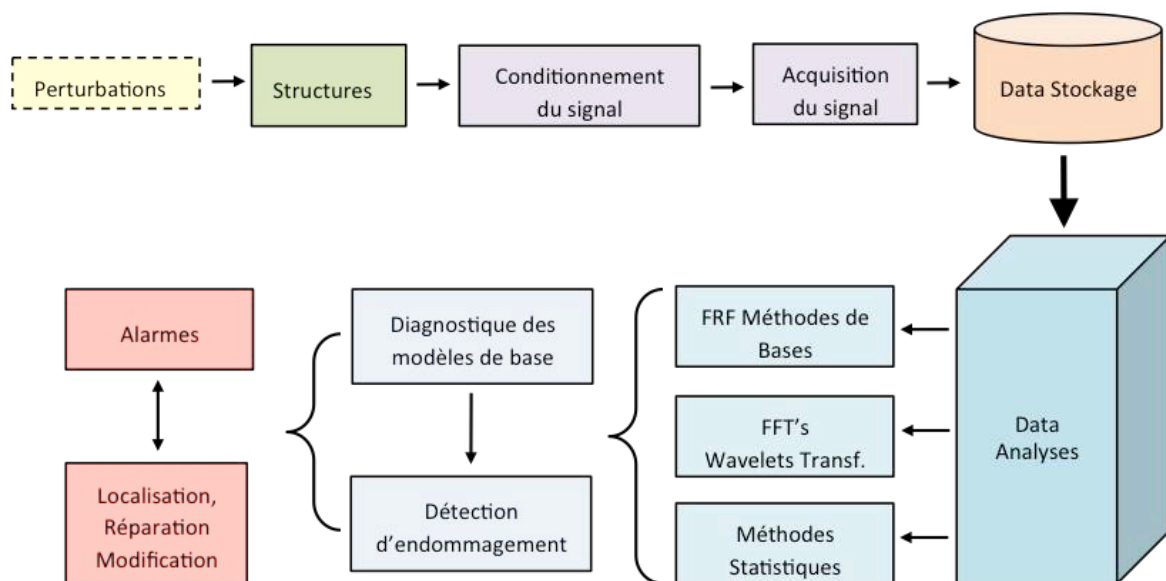 Perturbations
Structures
Conditionnement
du signal
Acquisition
du signal
Data Stockage
Alarmes
Localisation,
Réparation
Modification
Diagnostique des
modèles de base
Détection
d'endommagement
FRF Méthodes de
Bases
FFT's
Wavelets Transf.
Méthodes
Statistiques
Data
Analyses